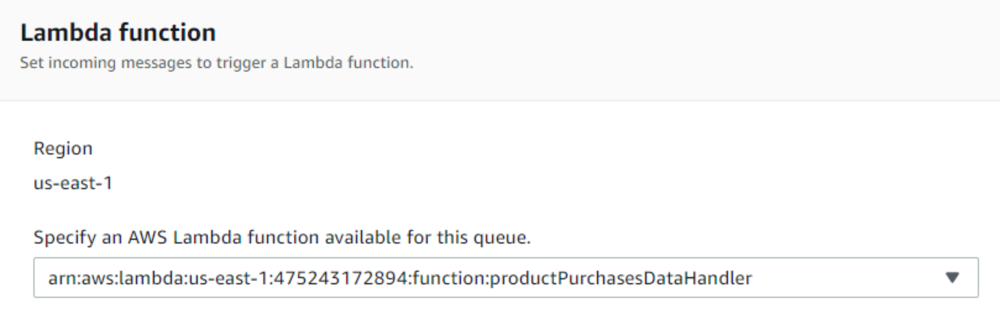 Lambda function
Set incoming messages to trigger a Lambda function.
Region
us-east-1
Specify an AWS Lambda function available for this queue.
arn:aws:lambda:us-east-1:475243172894:function:productPurchasesDataHandler